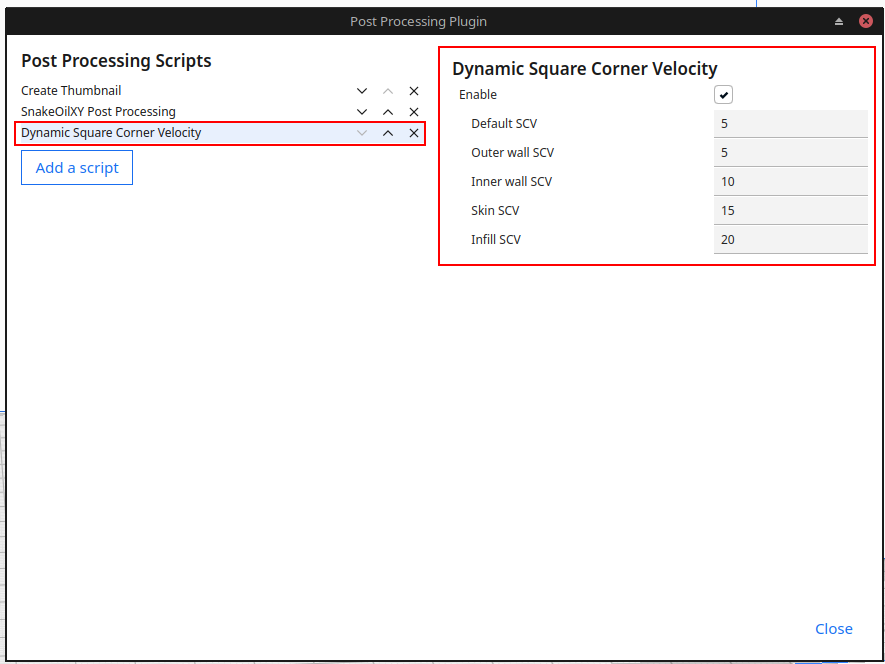 Post Processing Plugin
Post Processing Scripts
Create Thumbnail
SnakeOilXY Post Processing
Dynamic Square Corner Velocity
Add a script
Dynamic Square Corner Velocity
Enable
Default SCV 5
Outer wall SCV 5
Inner wall SCV 10
Skin SCV 15
Infill SCV 20
Close